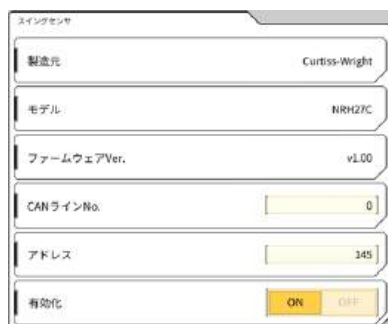 スイングセンサ
製造元 Curtiss-Wright
モデル NRH27C
ファームウェアVer. v1.00
CANラインNo. 0
アドレス 145
有効化 ON OFF